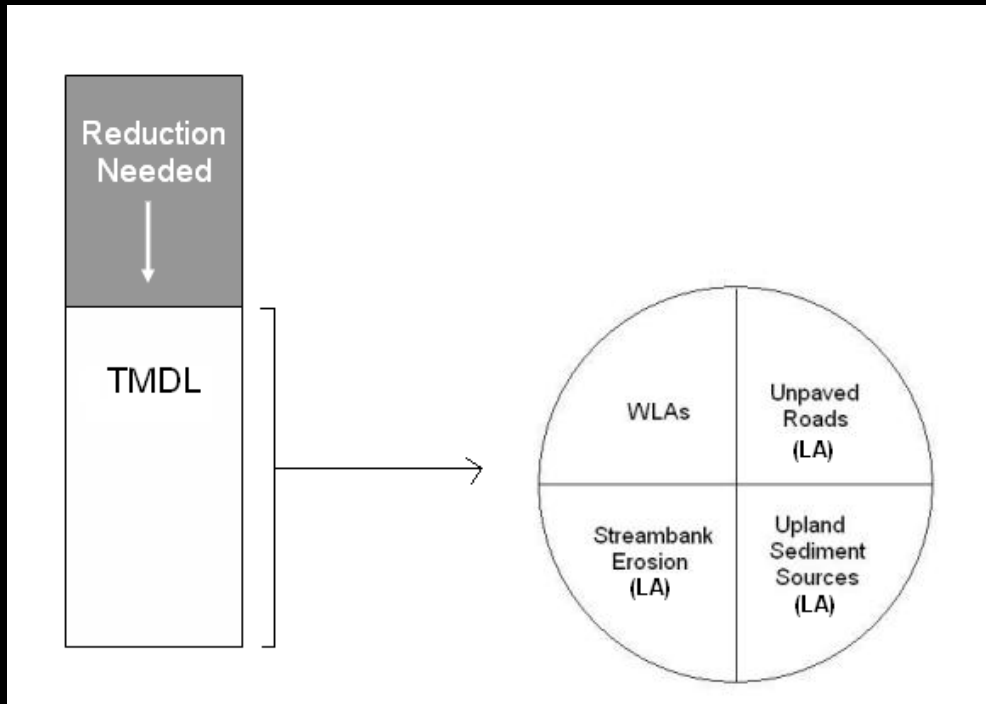 Reduction
Needed
TMDL
WLAs
Unpaved
Roads
(LA)
Streambank
Erosion
(LA)
Upland
Sediment
Sources
(LA)